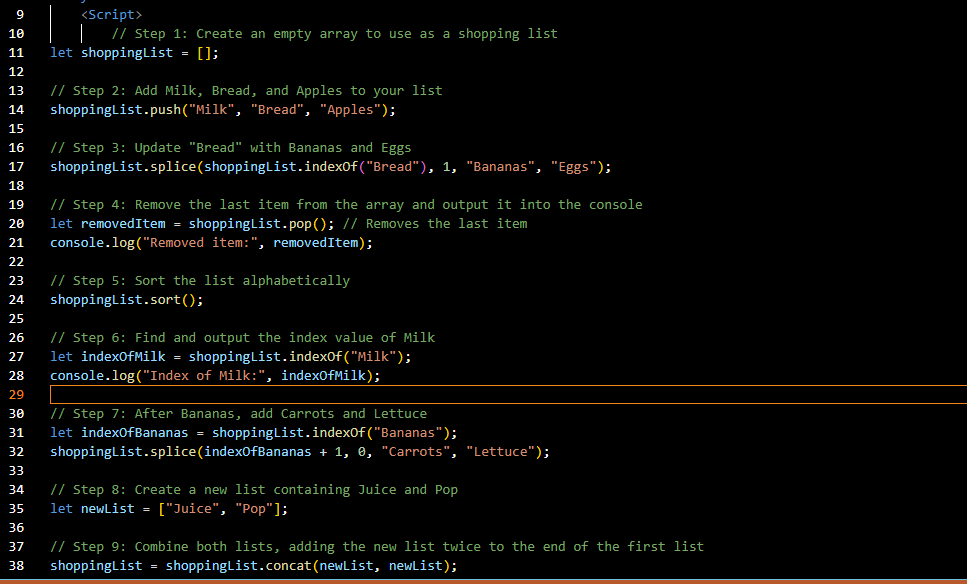 9 <Script>
10 // Step 1: Create an empty array to use as a shopping list
11 let shoppingList = [];
12
13 // Step 2: Add Milk, Bread, and Apples to your list
14 shoppingList.push("Milk", "Bread", "Apples");
15
16 // Step 3: Update "Bread" with Bananas and Eggs
17 shoppingList.splice(shoppingList.indexOf("Bread"), 1, "Bananas", "Eggs");
18
19 // Step 4: Remove the last item from the array and output it into the console
20 let removedItem = shoppingList.pop(); // Removes the last item
21 console.log("Removed item:", removedItem);
22
23 // Step 5: Sort the list alphabetically
24 shoppingList.sort();
25
26 // Step 6: Find and output the index value of Milk
27 let indexOfMilk = shoppingList.indexOf("Milk");
28 console.log("Index of Milk:", indexOfMilk);
29
30 // Step 7: After Bananas, add Carrots and Lettuce
31 let indexOfBananas = shoppingList.indexOf("Bananas");
32 shoppingList.splice(indexOfBananas + 1, 0, "Carrots", "Lettuce");
33
34 // Step 8: Create a new list containing Juice and Pop
35 let newList = ["Juice", "Pop"];
36
37 // Step 9: Combine both lists, adding the new list twice to the end of the first list
38 shoppingList = shoppingList.concat(newList, newList);